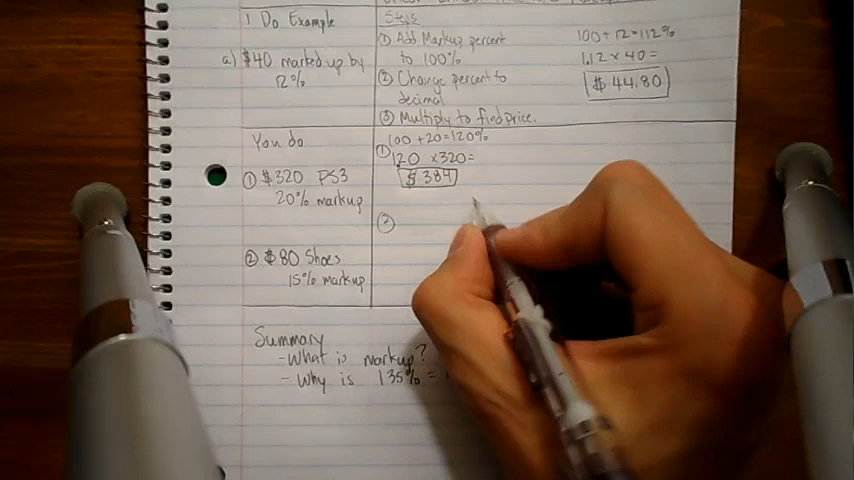 1 Do Example
Steps
① Add Markup percent
to 100%
100 + 12 = 112%
a) $40 marked up by
12%
1.12 x 40 =
② Change percent to
decimal
$44.80
③ Multiply to find price.
You do
100 + 20 = 120%
① 1.20 x320=
$384
① $320 PS3
20% markup
②
② $80 Shoes
15% markup
Summary
- What is markup?
- Why is 135% =